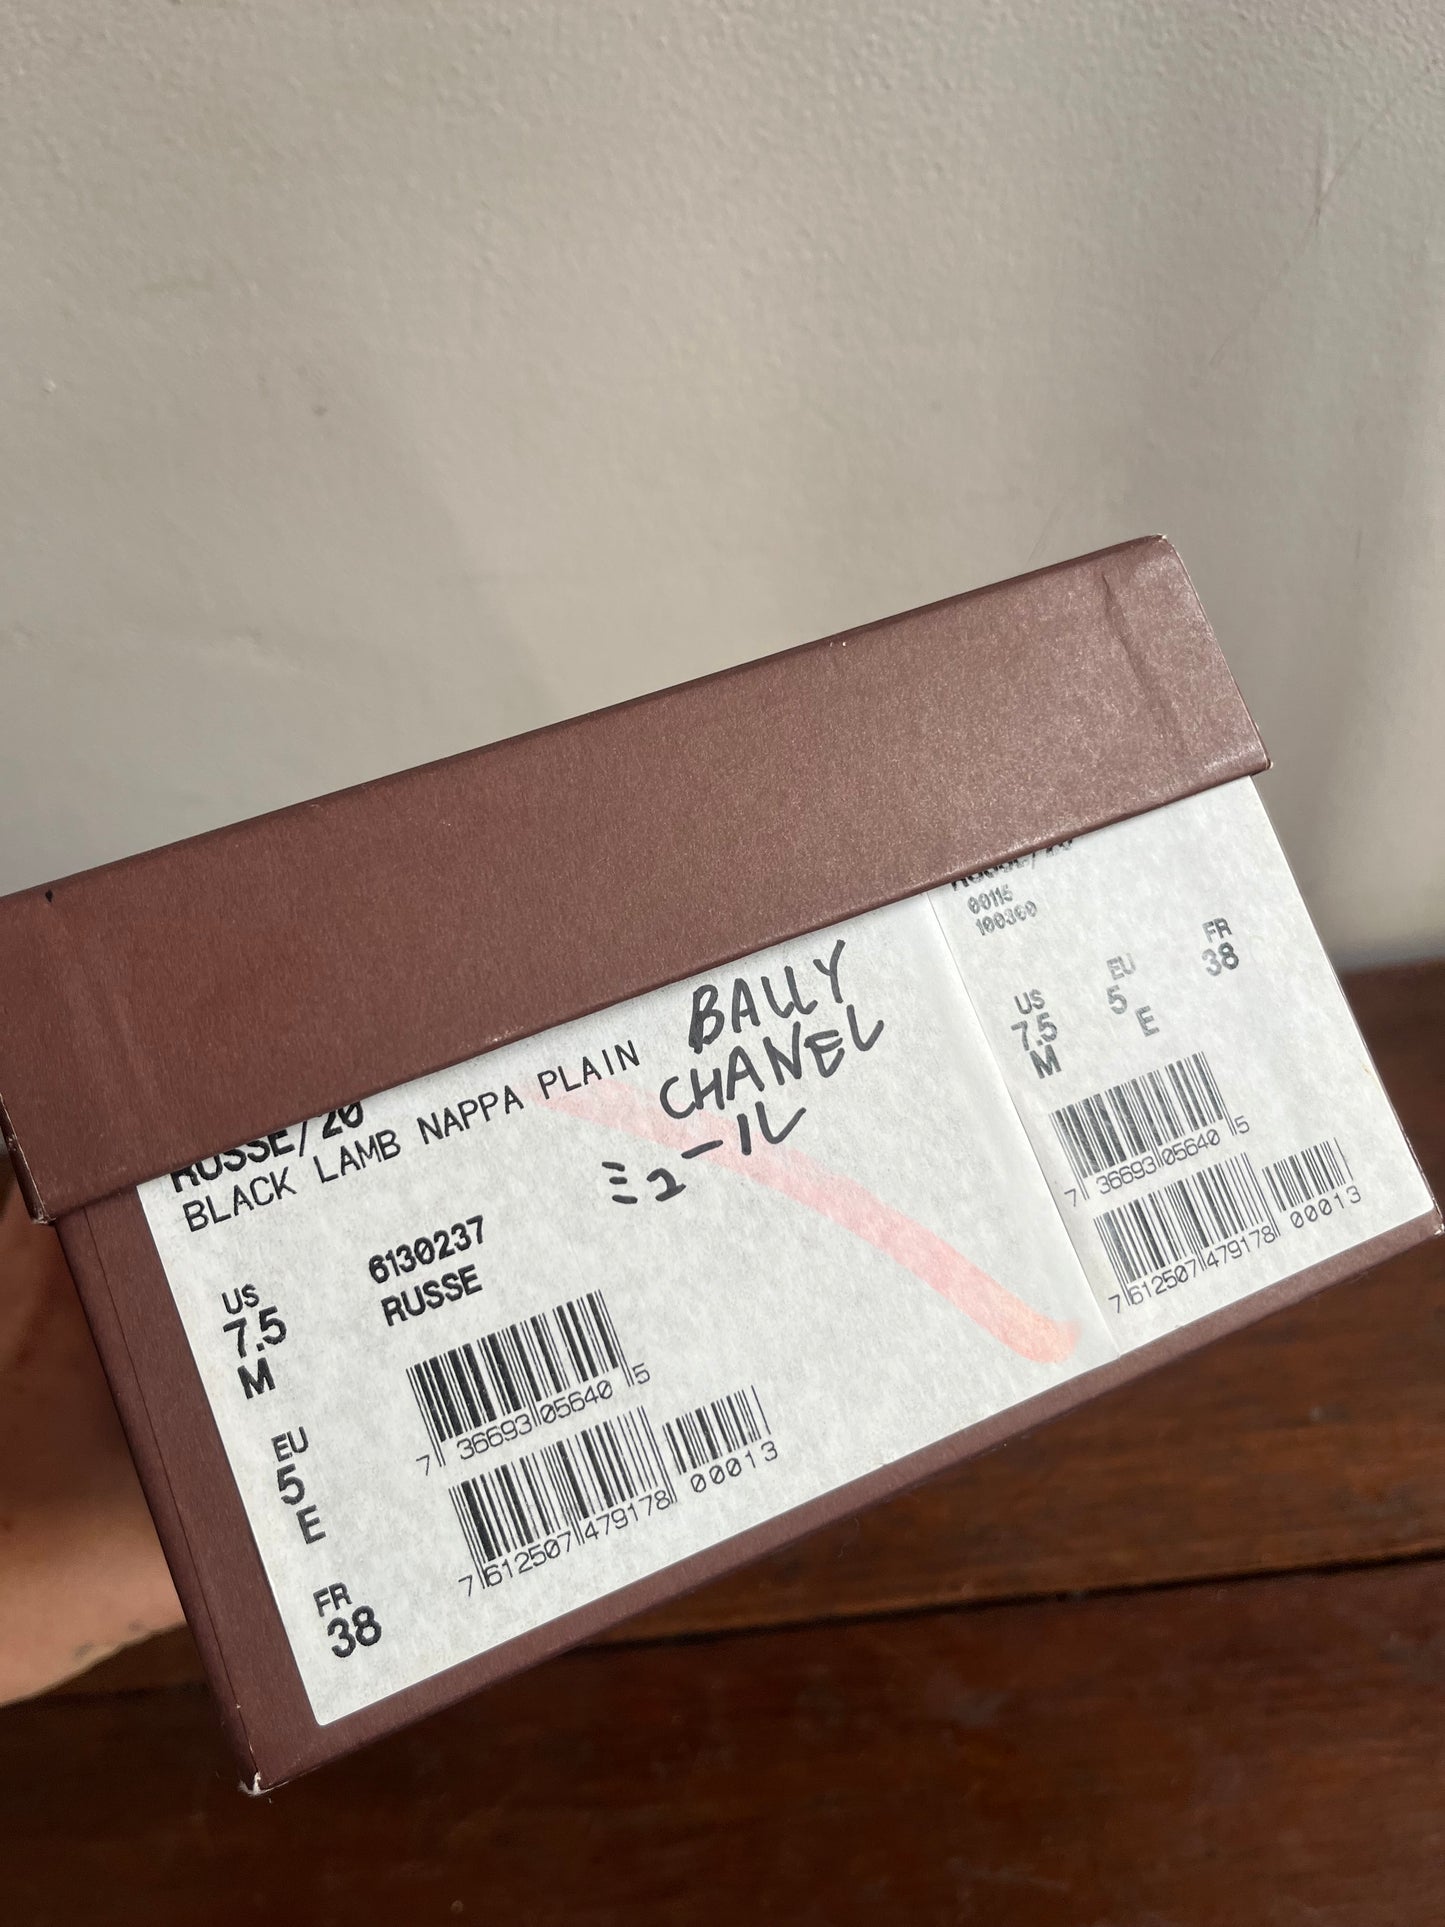 RUSSE/20
BLACK LAMB NAPPA PLAIN
BALLY
CHANEL
ミュール
6130237
RUSSE
US
7.5
M
EU
5
E
FR
38
7 36693 05640 5
7 612507 479178 00013
RUSSE/20
00115
100300
US
7.5
M
EU
5
E
FR
38
7 36693 05640 5
7 612507 479178 00013